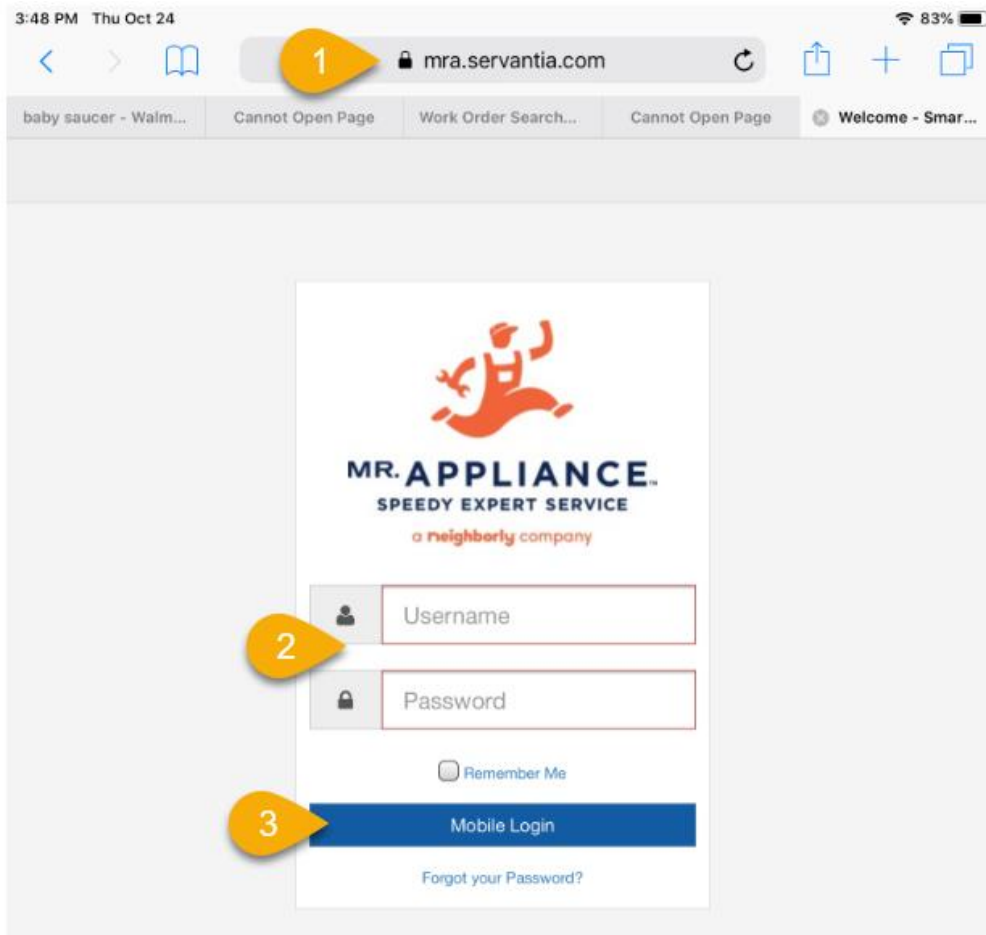 3:48 PM Thu Oct 24 83%
1 mra.servantia.com
baby saucer - Walm... Cannot Open Page Work Order Search... Cannot Open Page Welcome - Smar...
MR. APPLIANCE™
SPEEDY EXPERT SERVICE
a neighborly company
Username
2
Password
Remember Me
3 Mobile Login
Forgot your Password?